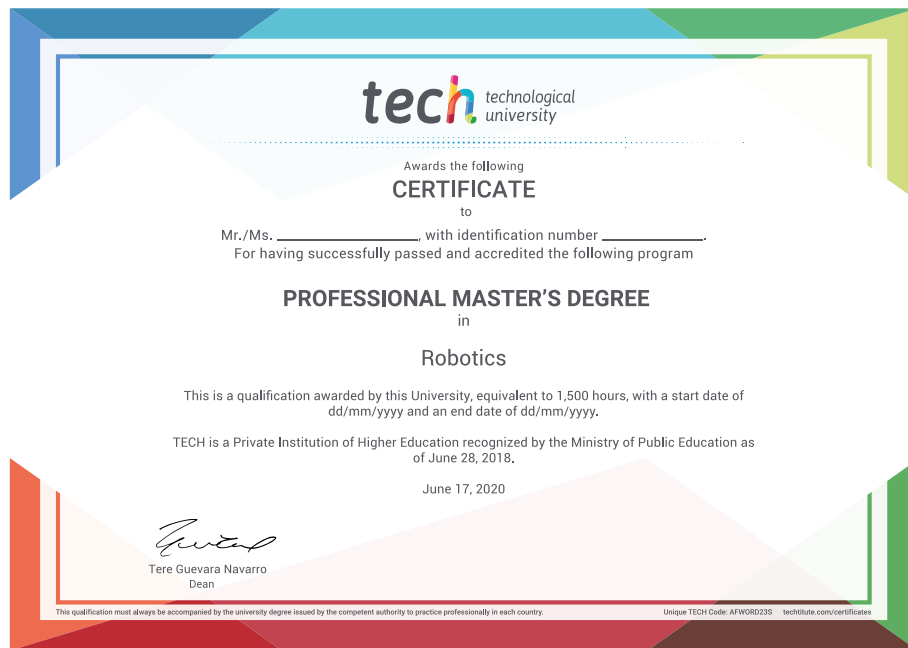 tech technological
university
Awards the following
CERTIFICATE
to
Mr./Ms. ____________________, with identification number ______________.
For having successfully passed and accredited the following program
PROFESSIONAL MASTER'S DEGREE
in
Robotics
This is a qualification awarded by this University, equivalent to 1,500 hours, with a start date of
dd/mm/yyyy and an end date of dd/mm/yyyy.
TECH is a Private Institution of Higher Education recognized by the Ministry of Public Education as
of June 28, 2018.
June 17, 2020
Tere Guevara Navarro
Dean
This qualification must always be accompanied by the university degree issued by the competent authority to practice professionally in each country. Unique TECH Code: AFWORD23S techtitute.com/certificates